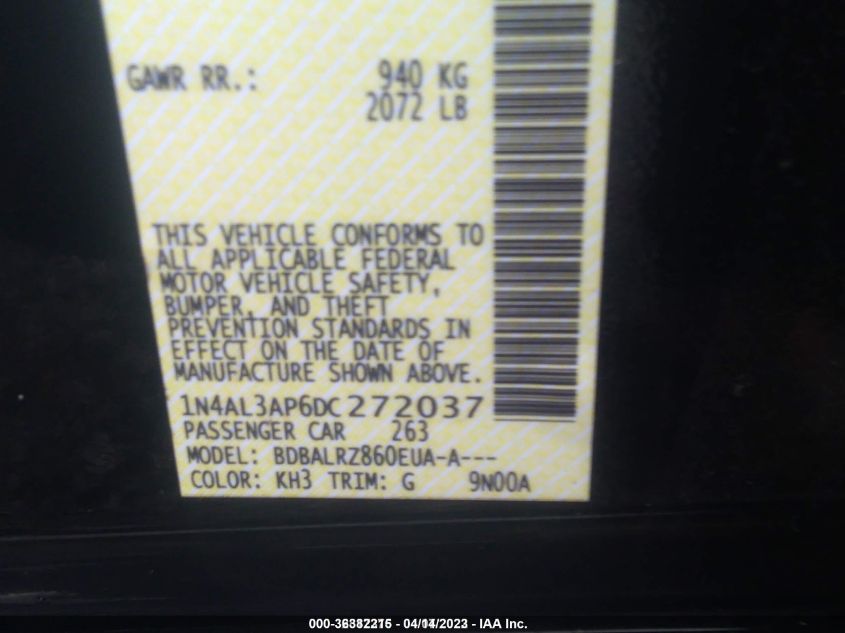 GAWR RR.: 940 KG
2072 LB
THIS VEHICLE CONFORMS TO
ALL APPLICABLE FEDERAL
MOTOR VEHICLE SAFETY,
BUMPER, AND THEFT
PREVENTION STANDARDS IN
EFFECT ON THE DATE OF
MANUFACTURE SHOWN ABOVE.
1N4AL3AP6DC272037
PASSENGER CAR 263
MODEL: BDBALRZ860EUA-A---
COLOR: KH3 TRIM: G 9N00A
- IAA Inc.